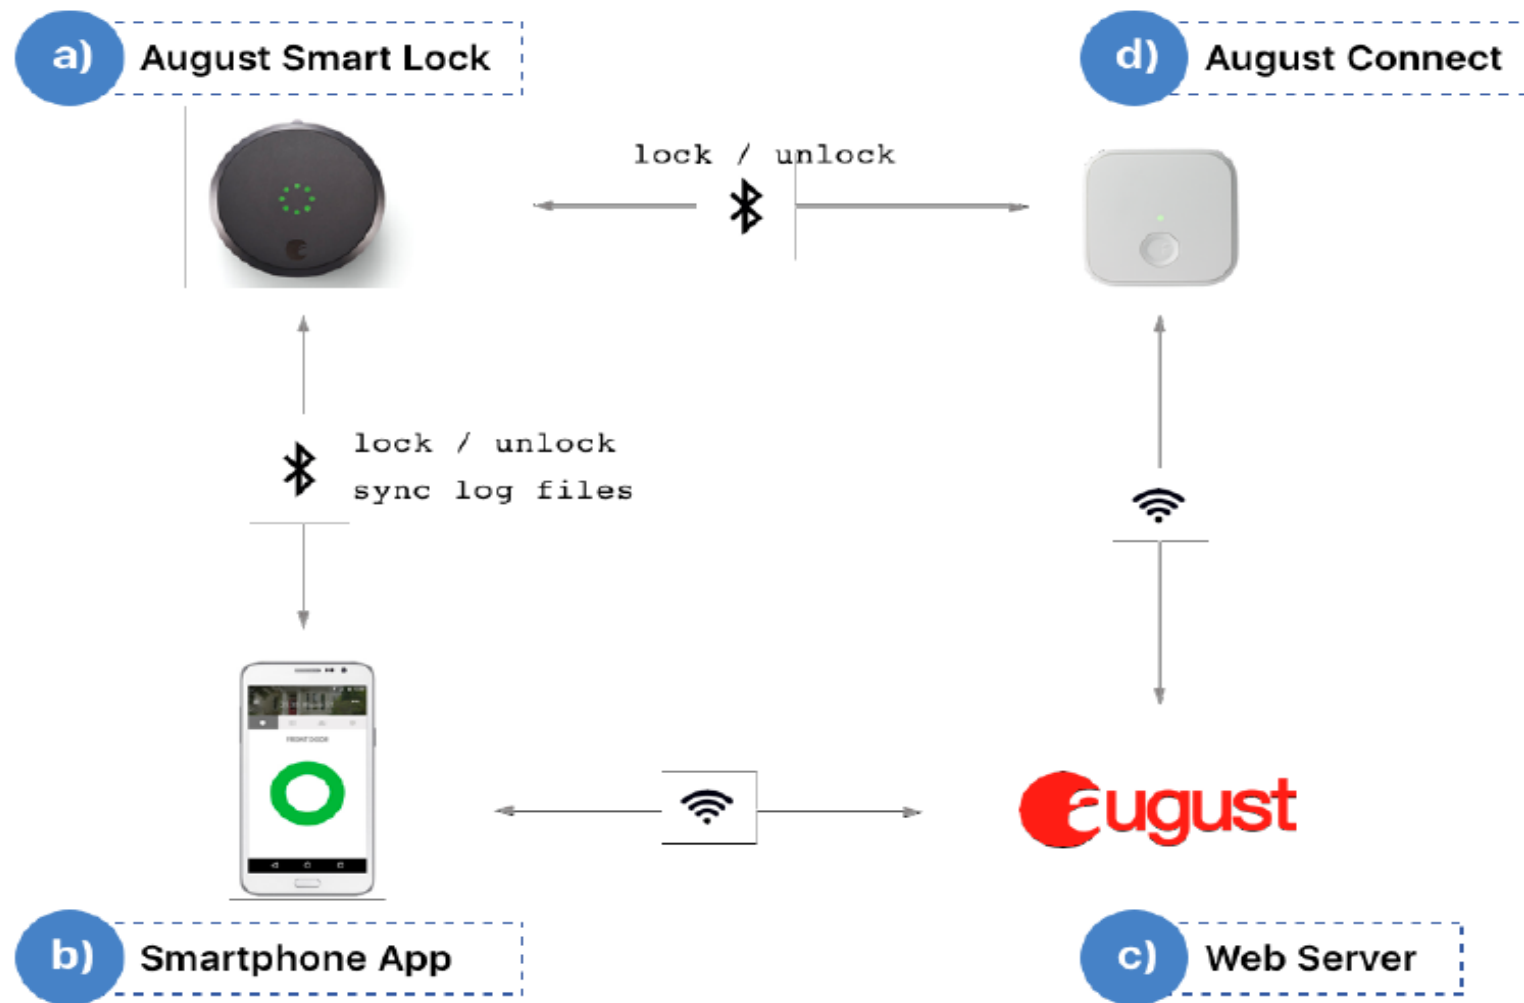 a) August Smart Lock
d) August Connect
lock / unlock
lock / unlock
sync log files
august
b) Smartphone App
c) Web Server